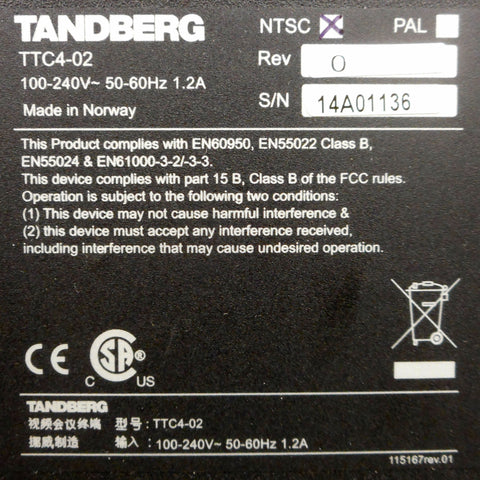 TANDBERG NTSC X PAL
TTC4-02 Rev O
100-240V~ 50-60Hz 1.2A
Made in Norway S/N 14A01136
This Product complies with EN60950, EN55022 Class B,
EN55024 & EN61000-3-2/-3-3.
This device complies with part 15 B, Class B of the FCC rules.
Operation is subject to the following two conditions:
(1) This device may not cause harmful interference &
(2) this device must accept any interference received,
including interference that may cause undesired operation.
CE C SA ® C US
TANDBERG
视频会议终端 型号: TTC4-02
挪威制造 输入: 100-240V~ 50-60Hz 1.2A
115167rev.01